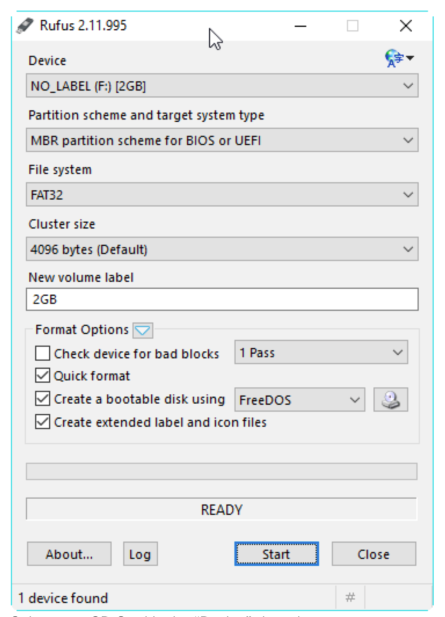 Rufus 2.11.995
Device
NO_LABEL (F:) [2GB]
Partition scheme and target system type
MBR partition scheme for BIOS or UEFI
File system
FAT32
Cluster size
4096 bytes (Default)
New volume label
2GB
Format Options
Check device for bad blocks 1 Pass
Quick format
Create a bootable disk using FreeDOS
Create extended label and icon files
READY
About... Log Start Close
1 device found #